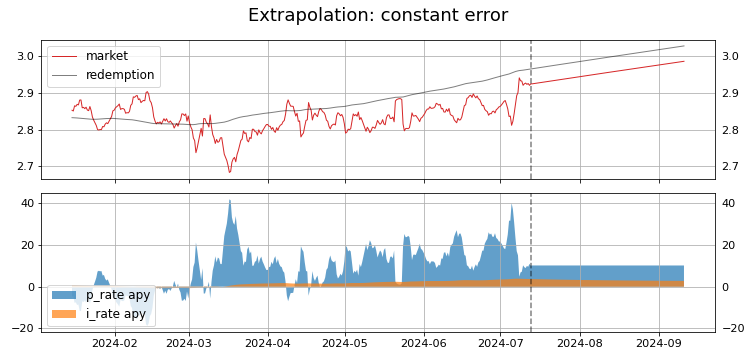 Extrapolation: constant error
market
redemption
3.0 3.0
2.9 2.9
2.8 2.8
2.7 2.7
40 40
20 20
0 0
p_rate apy
i_rate apy
−20 −20
2024-02 2024-03 2024-04 2024-05 2024-06 2024-07 2024-08 2024-09